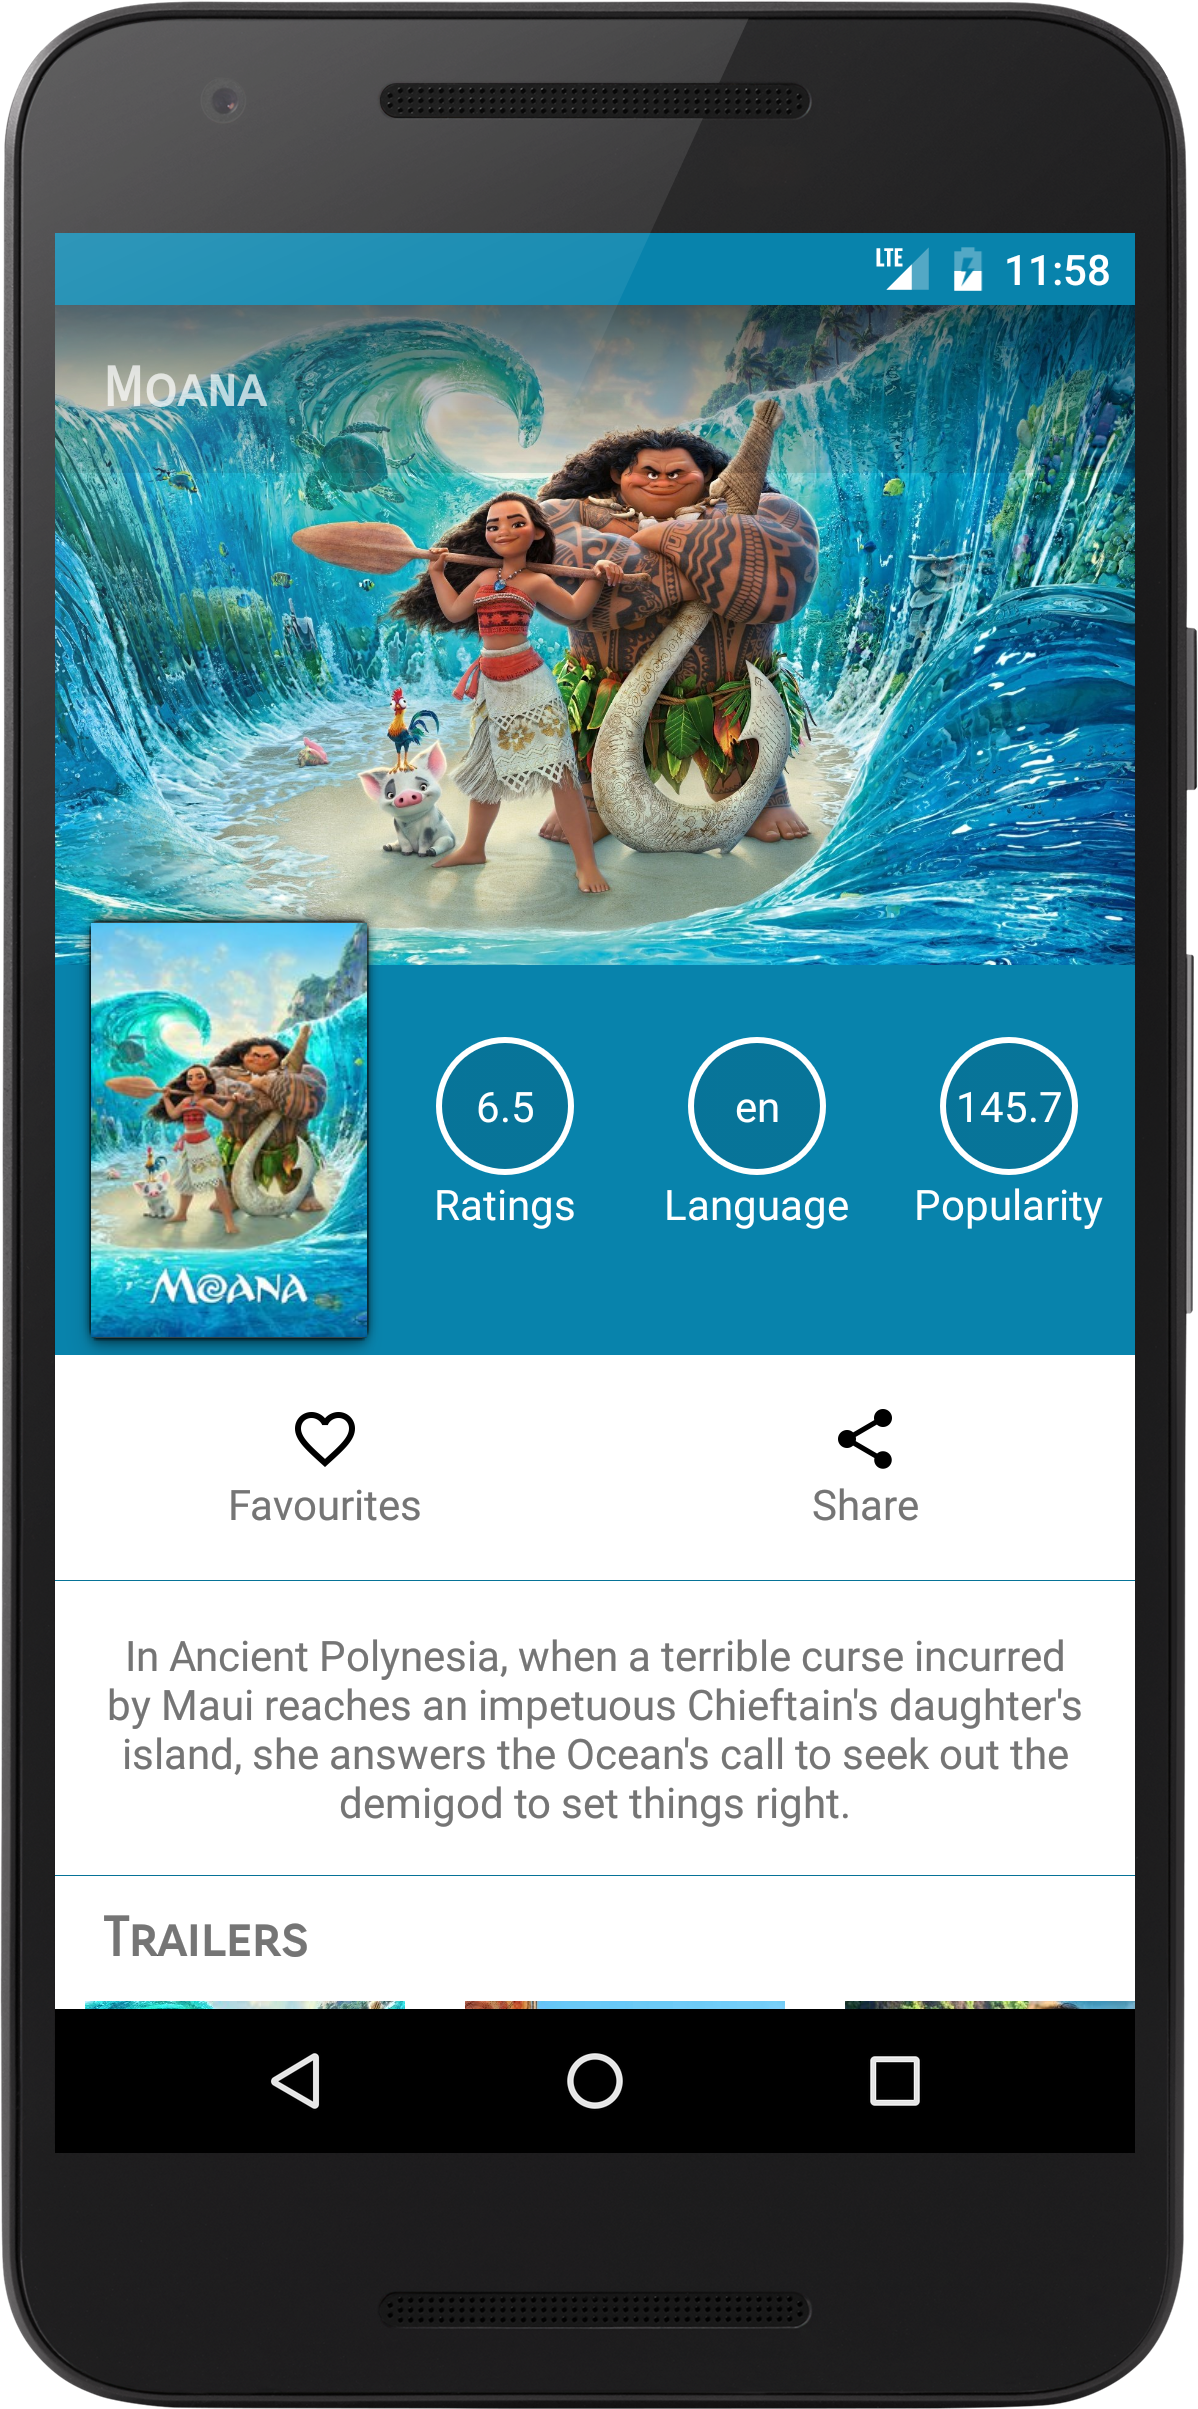 LTE 11:58
MOANA
6.5 en 145.7
Ratings Language Popularity
MOANA
Favourites Share
In Ancient Polynesia, when a terrible curse incurred
by Maui reaches an impetuous Chieftain's daughter's
island, she answers the Ocean's call to seek out the
demigod to set things right.
TRAILERS